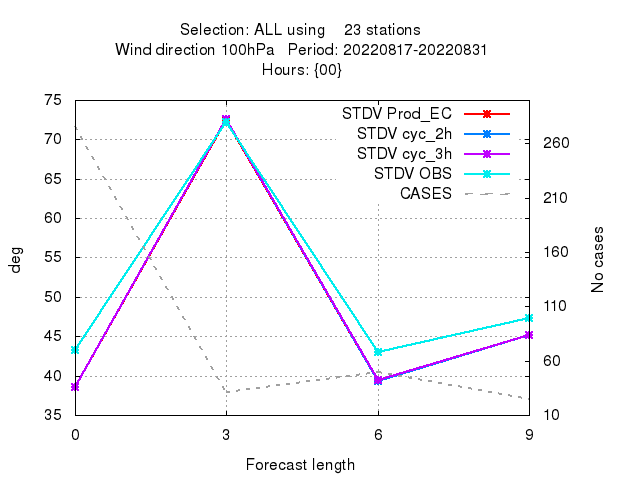 Selection: ALL using 23 stations
Wind direction 100hPa Period: 20220817-20220831
Hours: {00}
STDV Prod_EC
STDV cyc_2h
STDV cyc_3h
STDV OBS
CASES
75
70
65
60
55
50
45
40
35
deg
260
210
160
110
60
10
No cases
0 3 6 9
Forecast length